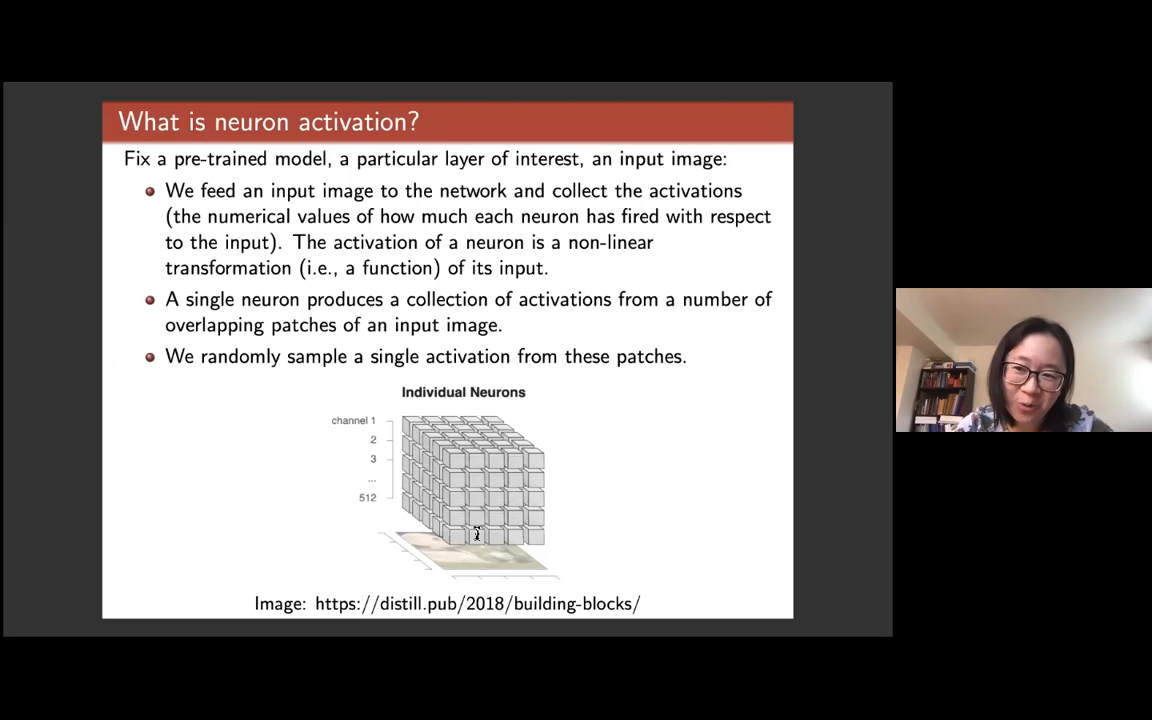 What is neuron activation?
Fix a pre-trained model, a particular layer of interest, an input image:
We feed an input image to the network and collect the activations
(the numerical values of how much each neuron has fired with respect
to the input). The activation of a neuron is a non-linear
transformation (i.e., a function) of its input.
A single neuron produces a collection of activations from a number of
overlapping patches of an input image.
We randomly sample a single activation from these patches.
Individual Neurons
channel 1
2
3
...
512
Image: https://distill.pub/2018/building-blocks/